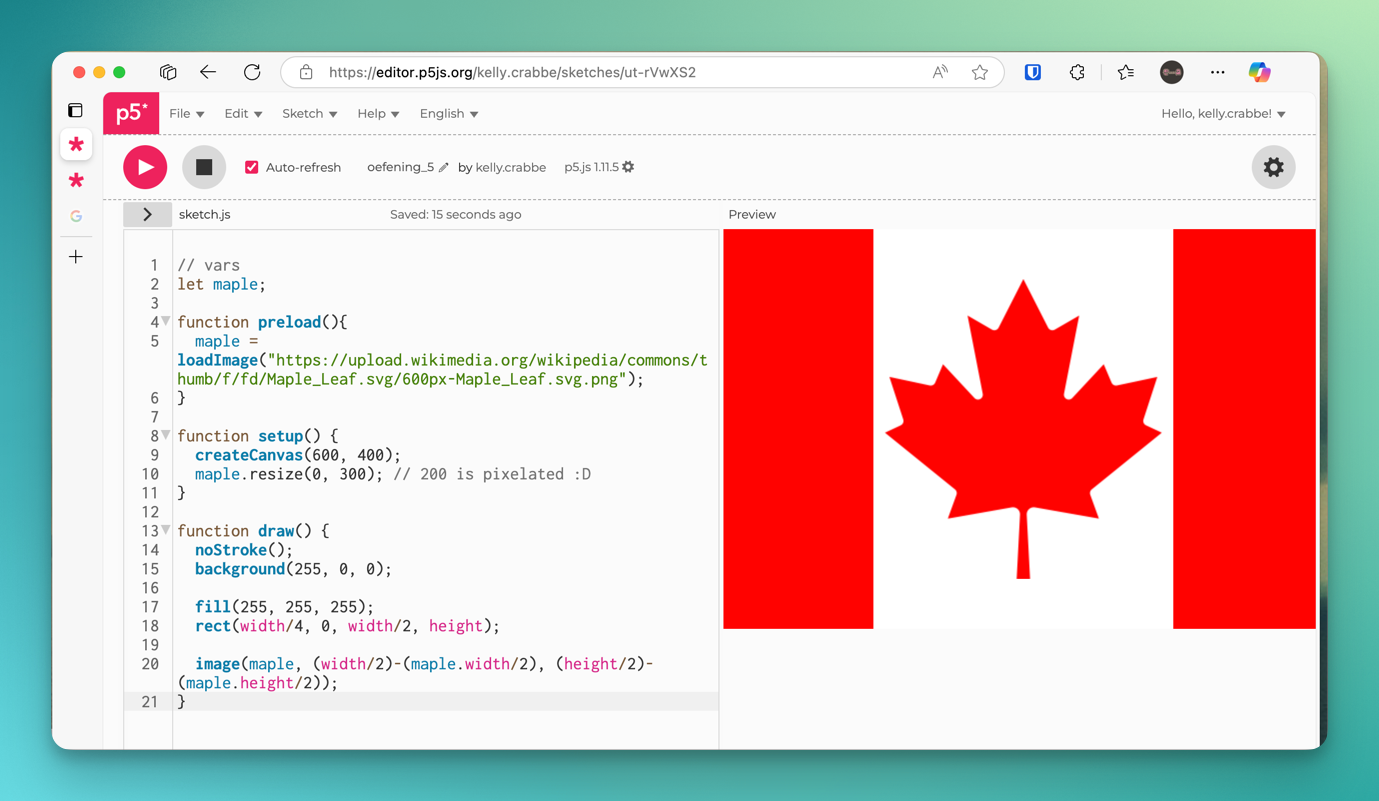 https://editor.p5js.org/kelly.crabbe/sketches/ut-rVwXS2
p5*
File Edit Sketch Help English Hello, kelly.crabbe!
Auto-refresh oefening_5 by kelly.crabbe p5.js 1.11.5
sketch.js Saved: 15 seconds ago Preview
1 // vars
2 let maple;
3
4 function preload(){
5 maple =
loadImage("https://upload.wikimedia.org/wikipedia/commons/t
humb/f/fd/Maple_Leaf.svg/600px-Maple_Leaf.svg.png");
6 }
7
8 function setup() {
9 createCanvas(600, 400);
10 maple.resize(0, 300); // 200 is pixelated :D
11 }
12
13 function draw() {
14 noStroke();
15 background(255, 0, 0);
16
17 fill(255, 255, 255);
18 rect(width/4, 0, width/2, height);
19
20 image(maple, (width/2)-(maple.width/2), (height/2)-
(maple.height/2));
21 }